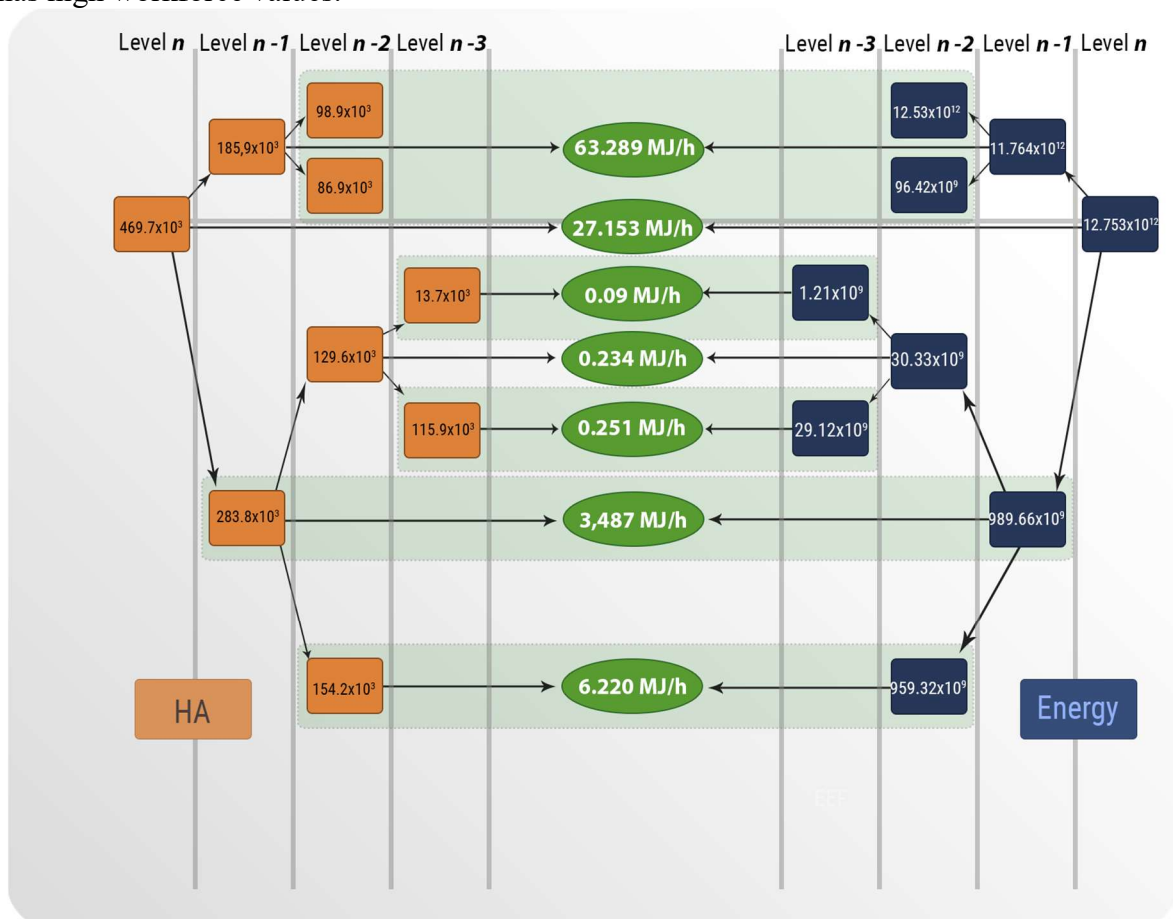 Level n Level n -1 Level n -2 Level n -3 Level n -3 Level n -2 Level n -1 Level n
98.9x10³ 12.53x10¹²
185,9x10³ 63.289 MJ/h 11.764x10¹²
86.9x10³ 96.42x10⁹
469.7x10³ 27.153 MJ/h 12.753x10¹²
13.7x10³ 0.09 MJ/h 1.21x10⁹
129.6x10³ 0.234 MJ/h 30.33x10⁹
115.9x10³ 0.251 MJ/h 29.12x10⁹
283.8x10³ 3,487 MJ/h 989.66x10⁹
154.2x10³ 6.220 MJ/h 959.32x10⁹
HA Energy